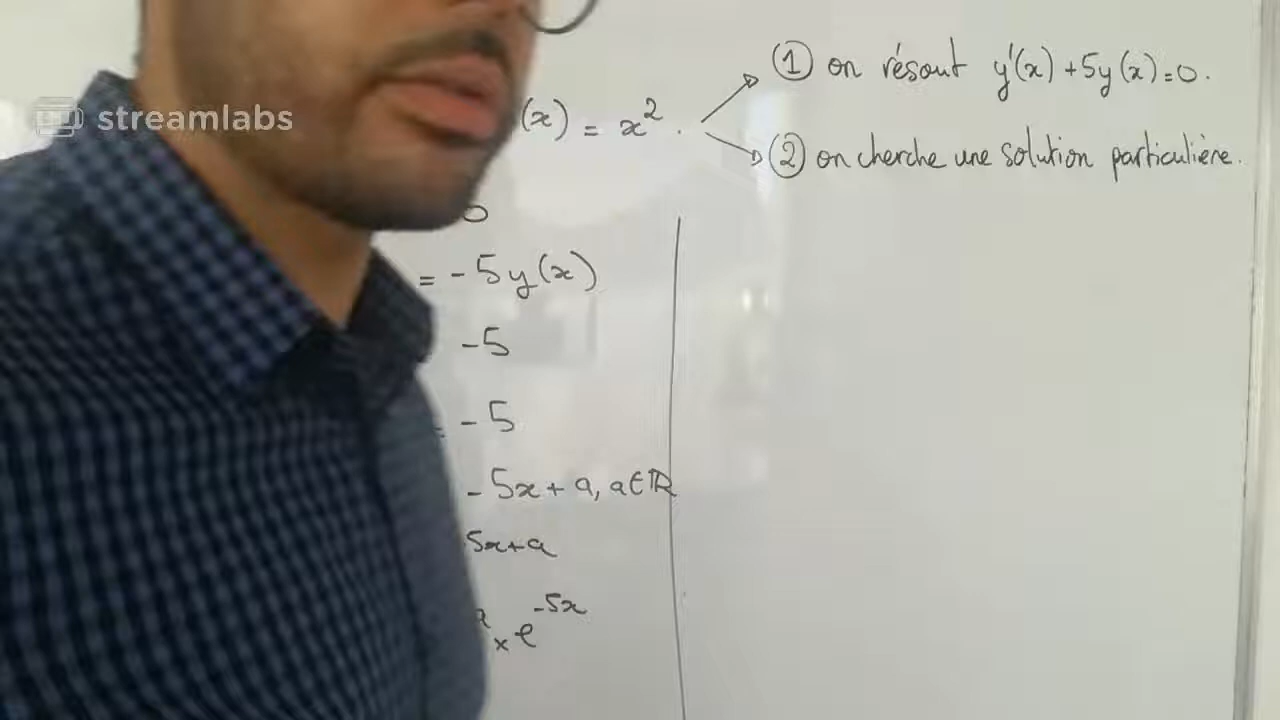 streamlabs
(x) = x².
① on résout y'(x) + 5y(x) = 0.
② on cherche une solution particulière.
0
= -5y(x)
-5
= -5
-5x + a, a ∈ ℝ
5x+a
x e^-5x